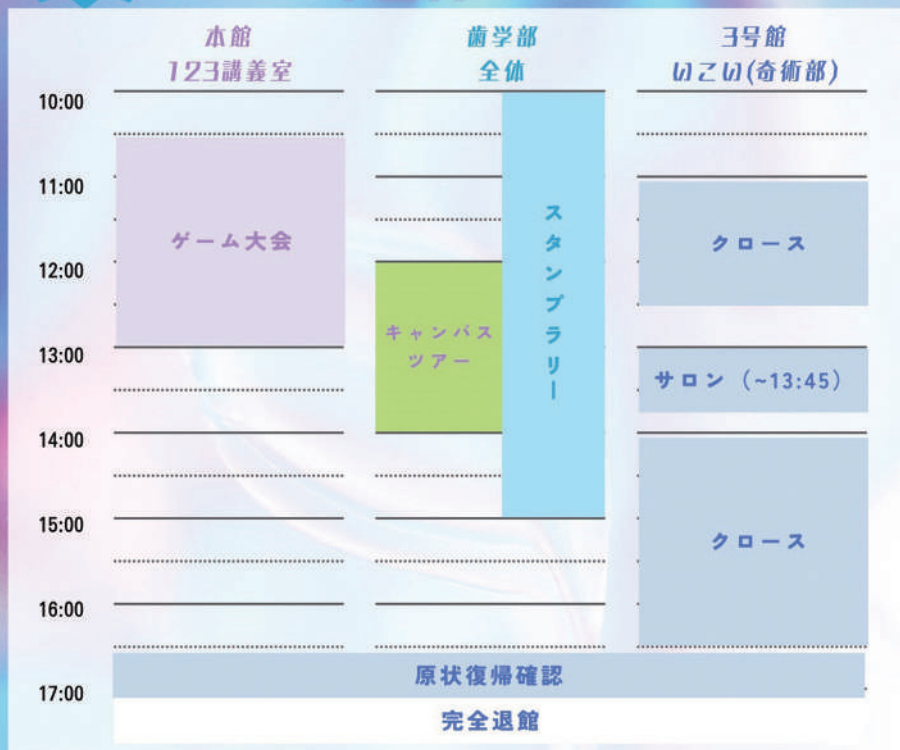 本館
123講義室
歯学部
全体
3号館
いこい(奇術部)
10:00
11:00
12:00
13:00
14:00
15:00
16:00
17:00
ゲーム大会
キャンパス
ツアー
スタンプラリー
クロース
サロン (~13:45)
クロース
原状復帰確認
完全退館